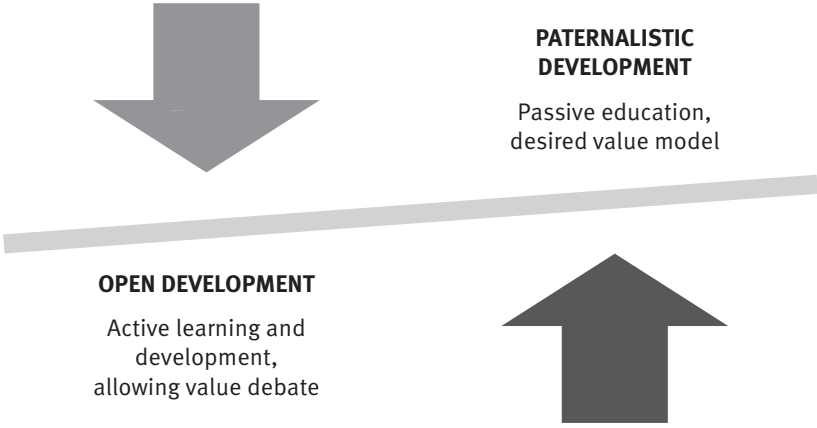 PATERNALISTIC
DEVELOPMENT
Passive education,
desired value model
OPEN DEVELOPMENT
Active learning and
development,
allowing value debate